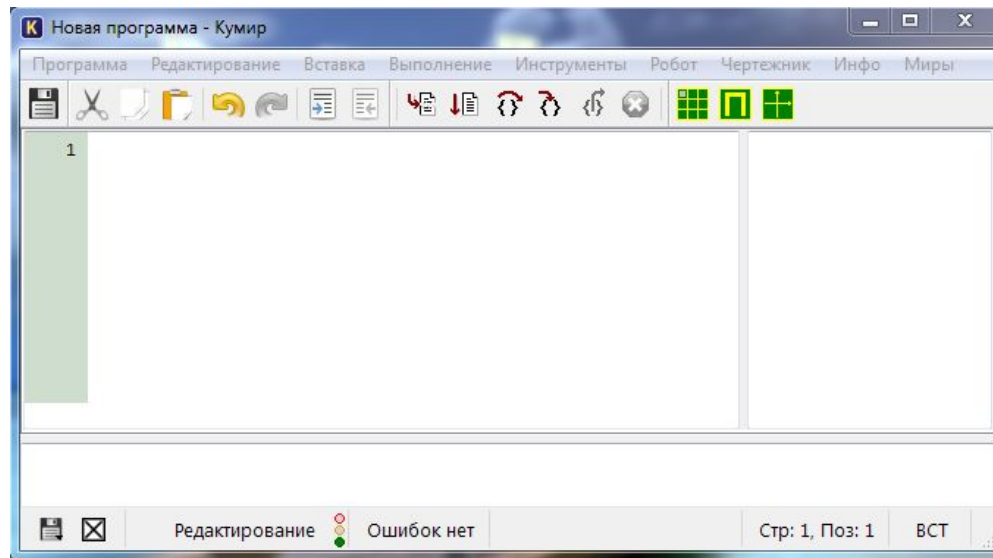 Новая программа - Кумир
Программа Редактирование Вставка Выполнение Инструменты Робот Чертежник Инфо Миры
1
Редактирование Ошибок нет Стр: 1, Поз: 1 ВСТ